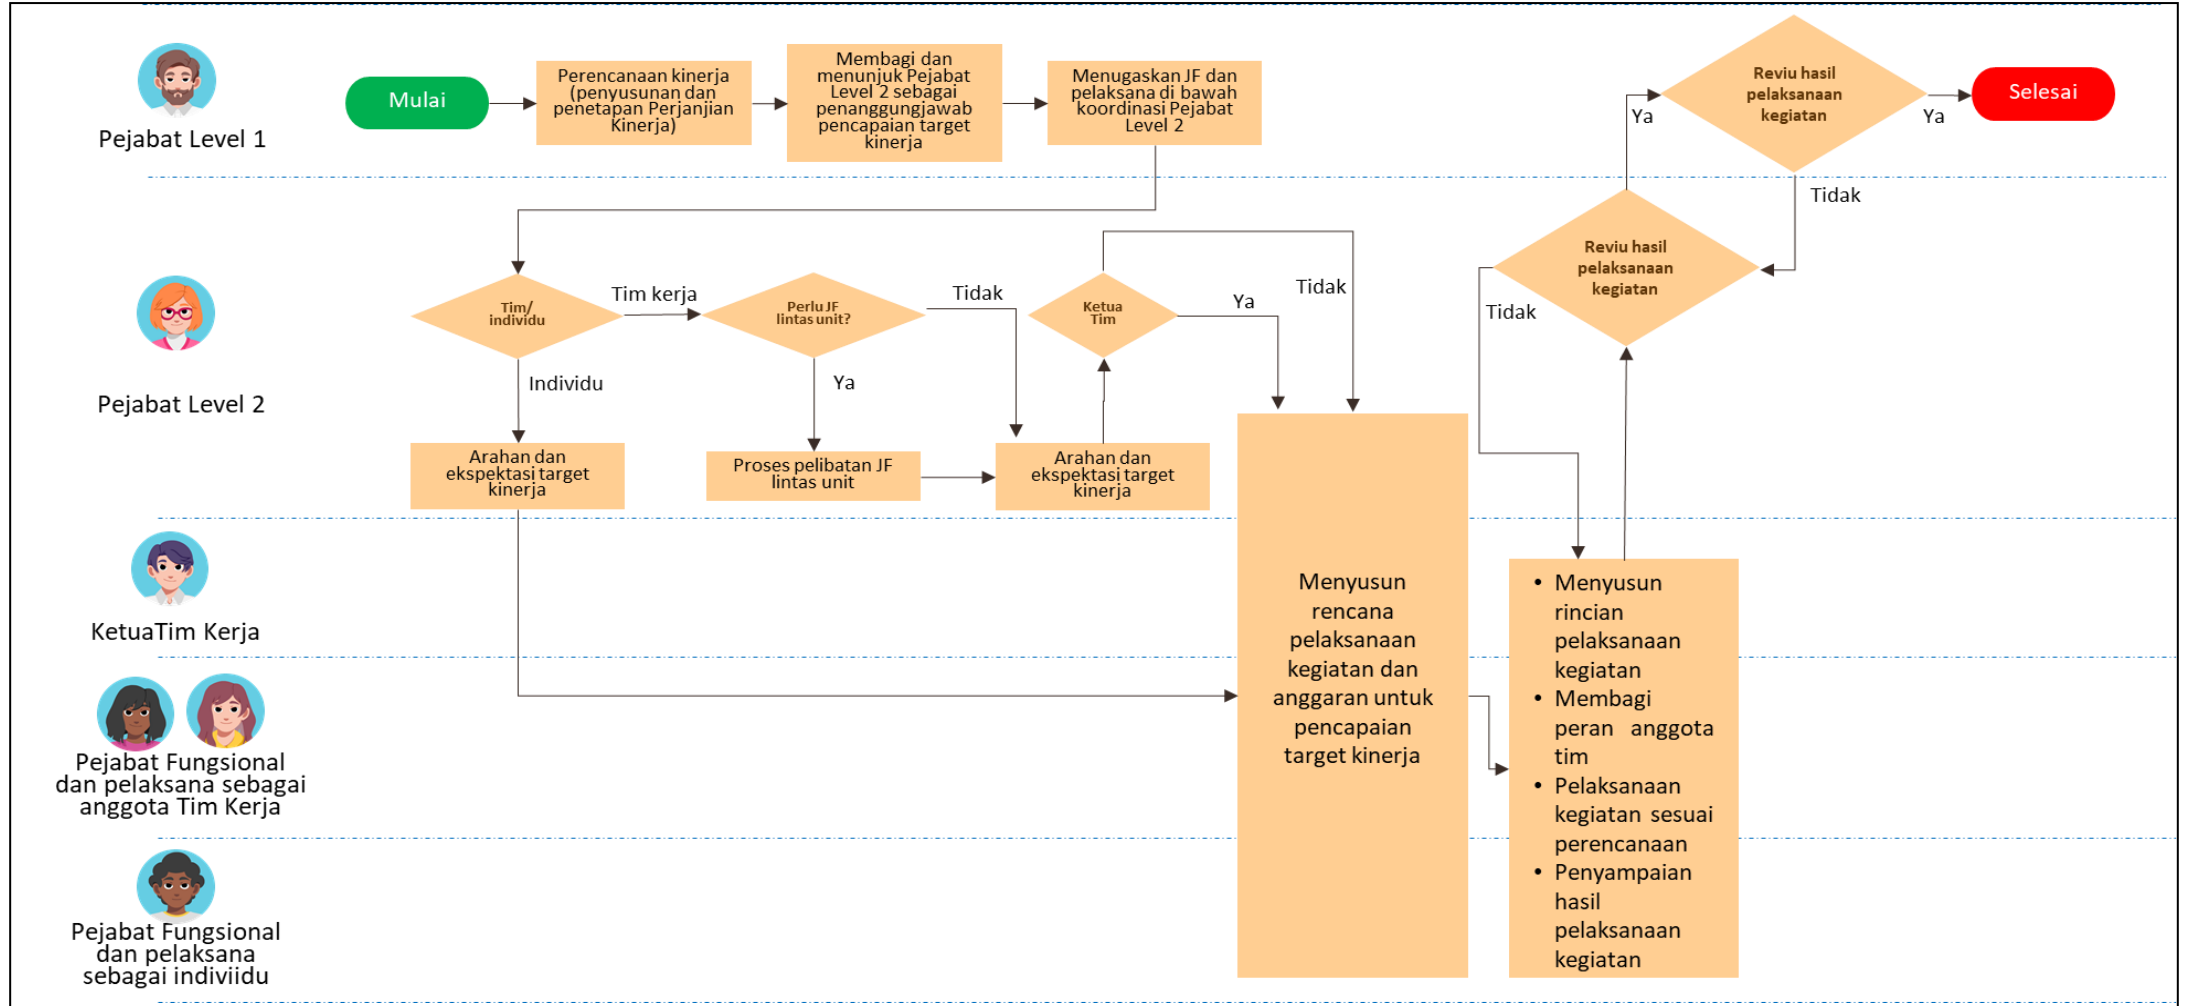 Pejabat Level 1
Mulai
Perencanaan kinerja
(penyusunan dan
penetapan Perjanjian
Kinerja)
Membagi dan
menunjuk Pejabat
Level 2 sebagai
penanggungjawab
pencapaian target
kinerja
Menugaskan JF dan
pelaksana di bawah
koordinasi Pejabat
Level 2
Reviu hasil
pelaksanaan
kegiatan
Ya
Ya
Selesai
Tidak
Pejabat Level 2
Tim/
individu
Tim kerja
Individu
Perlu JF
lintas unit?
Tidak
Ya
Ketua
Tim
Ya
Tidak
Reviu hasil
pelaksanaan
kegiatan
Tidak
Arahan dan
ekspektasi target
kinerja
Proses pelibatan JF
lintas unit
Arahan dan
ekspektasi target
kinerja
KetuaTim Kerja
Pejabat Fungsional
dan pelaksana sebagai
anggota Tim Kerja
Pejabat Fungsional
dan pelaksana
sebagai indiviidu
Menyusun
rencana
pelaksanaan
kegiatan dan
anggaran untuk
pencapaian
target kinerja
• Menyusun
rincian
pelaksanaan
kegiatan
• Membagi
peran anggota
tim
• Pelaksanaan
kegiatan sesuai
perencanaan
• Penyampaian
hasil
pelaksanaan
kegiatan